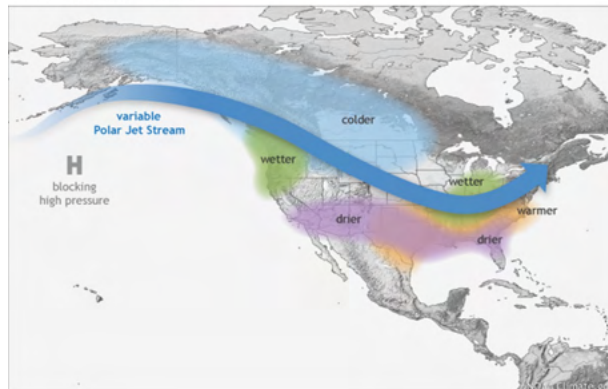 variable
Polar Jet Stream
colder
H
blocking
high pressure
wetter
wetter
warmer
drier
drier